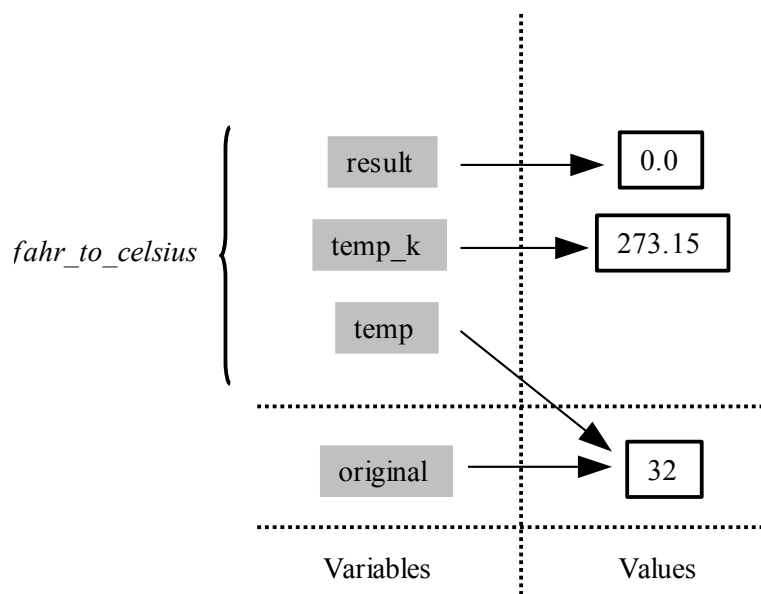 result
0.0
fahr_to_celsius
temp_k
273.15
temp
original
32
Variables
Values